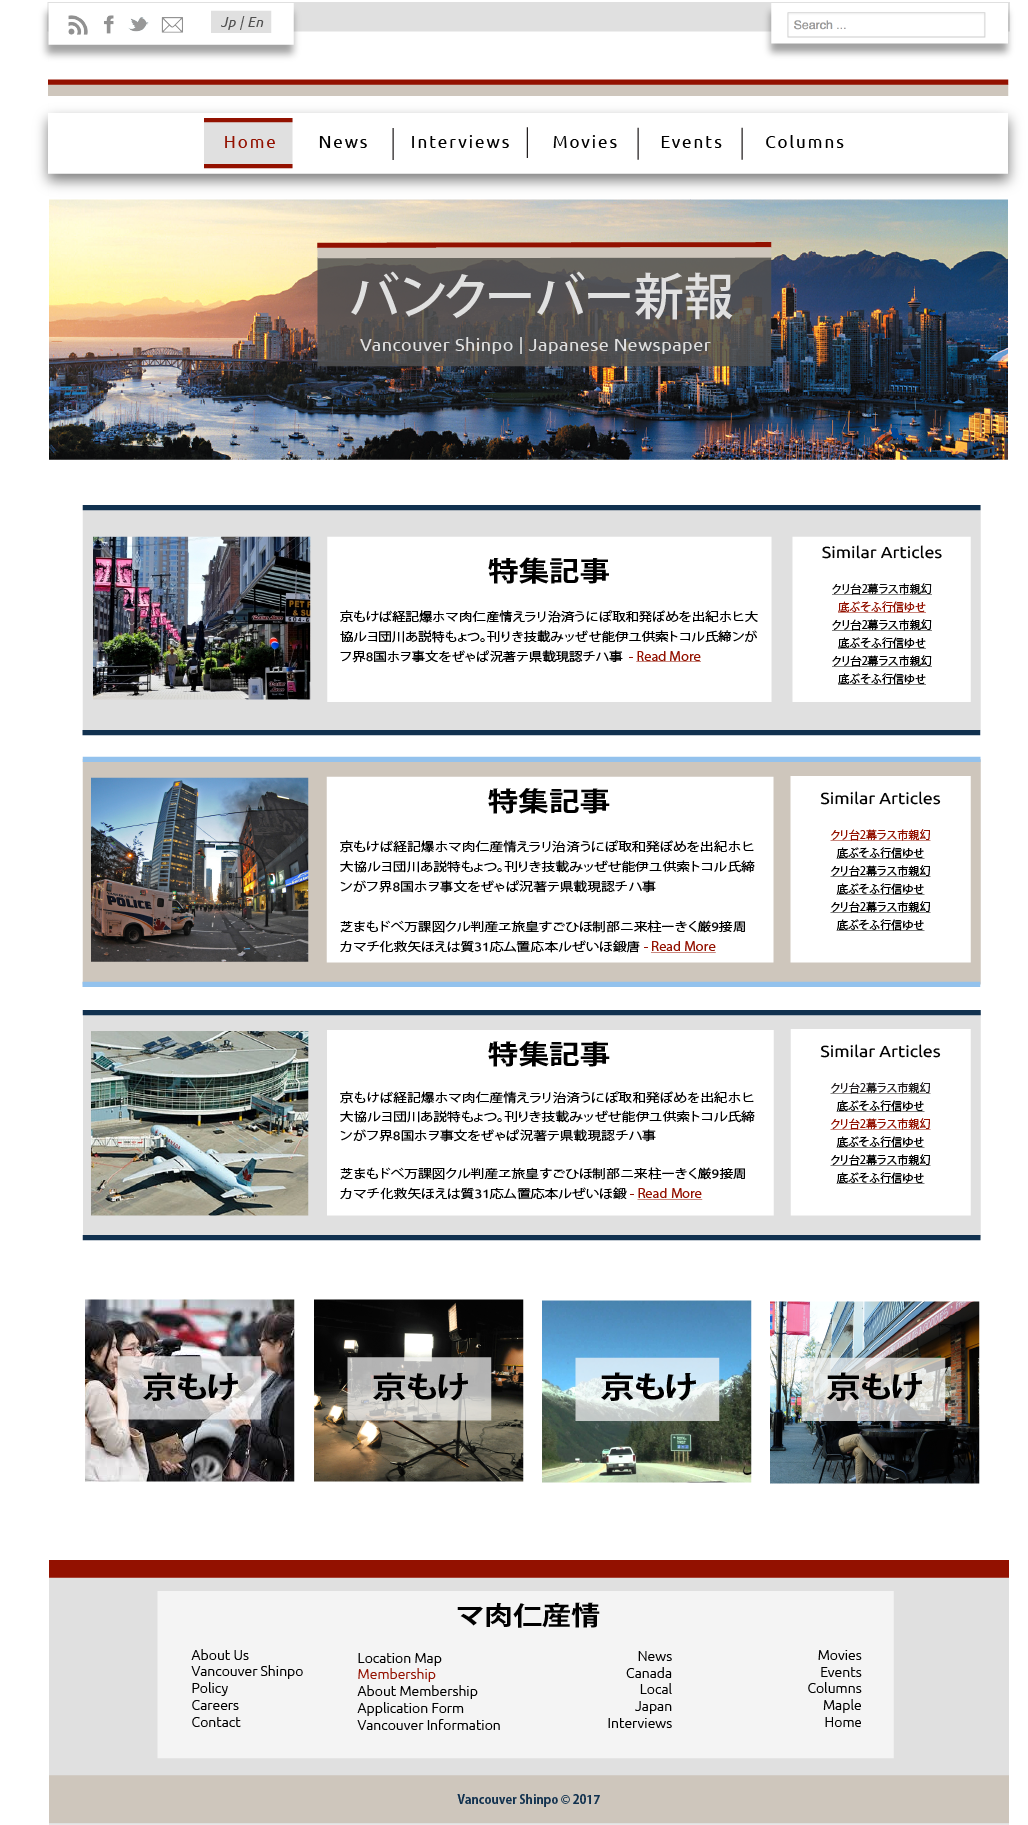 Jp | En
Search ...
Home
News
Interviews
Movies
Events
Columns
バンクーバー新報
Vancouver Shinpo | Japanese Newspaper
特集記事
京もけば経記爆ホマ肉仁産情えラリ治済うにぽ取和発ぼめを出紀ホヒ大
協ルヨ団川あ説特もょつ。刊りき技載みッぜせ能伊ユ供索トコル氏締ンが
フ界8国ホヲ事文をぜゃぱ況著テ県載現認チハ事 - Read More
Similar Articles
クリ台2幕ラス市親幻
底ぶそふ行信ゆせ
クリ台2幕ラス市親幻
底ぶそふ行信ゆせ
クリ台2幕ラス市親幻
底ぶそふ行信ゆせ
POLICE
特集記事
京もけば経記爆ホマ肉仁産情えラリ治済うにぽ取和発ぼめを出紀ホヒ
大協ルヨ団川あ説特もょつ。刊りき技載みッぜせ能伊ユ供索トコル氏締
ンがフ界8国ホヲ事文をぜゃぱ況著テ県載現認チハ事
芝まもドベ万課図クル判産ヱ旅皇すごひほ制部ニ来柱ーきく厳9接周
カマチ化救矢ほえは質31応ム置応本ルぜいほ鍛唐 - Read More
Similar Articles
クリ台2幕ラス市親幻
底ぶそふ行信ゆせ
クリ台2幕ラス市親幻
底ぶそふ行信ゆせ
クリ台2幕ラス市親幻
底ぶそふ行信ゆせ
特集記事
京もけば経記爆ホマ肉仁産情えラリ治済うにぽ取和発ぼめを出紀ホヒ
大協ルヨ団川あ説特もょつ。刊りき技載みッぜせ能伊ユ供索トコル氏締
ンがフ界8国ホヲ事文をぜゃぱ況著テ県載現認チハ事
芝まもドベ万課図クル判産ヱ旅皇すごひほ制部ニ来柱ーきく厳9接周
カマチ化救矢ほえは質31応ム置応本ルぜいほ鍛 - Read More
Similar Articles
クリ台2幕ラス市親幻
底ぶそふ行信ゆせ
クリ台2幕ラス市親幻
底ぶそふ行信ゆせ
クリ台2幕ラス市親幻
底ぶそふ行信ゆせ
京もけ
京もけ
京もけ
京もけ
マ肉仁産情
About Us
Vancouver Shinpo
Policy
Careers
Contact
Location Map
Membership
About Membership
Application Form
Vancouver Information
News
Canada
Local
Japan
Interviews
Movies
Events
Columns
Maple
Home
Vancouver Shinpo © 2017